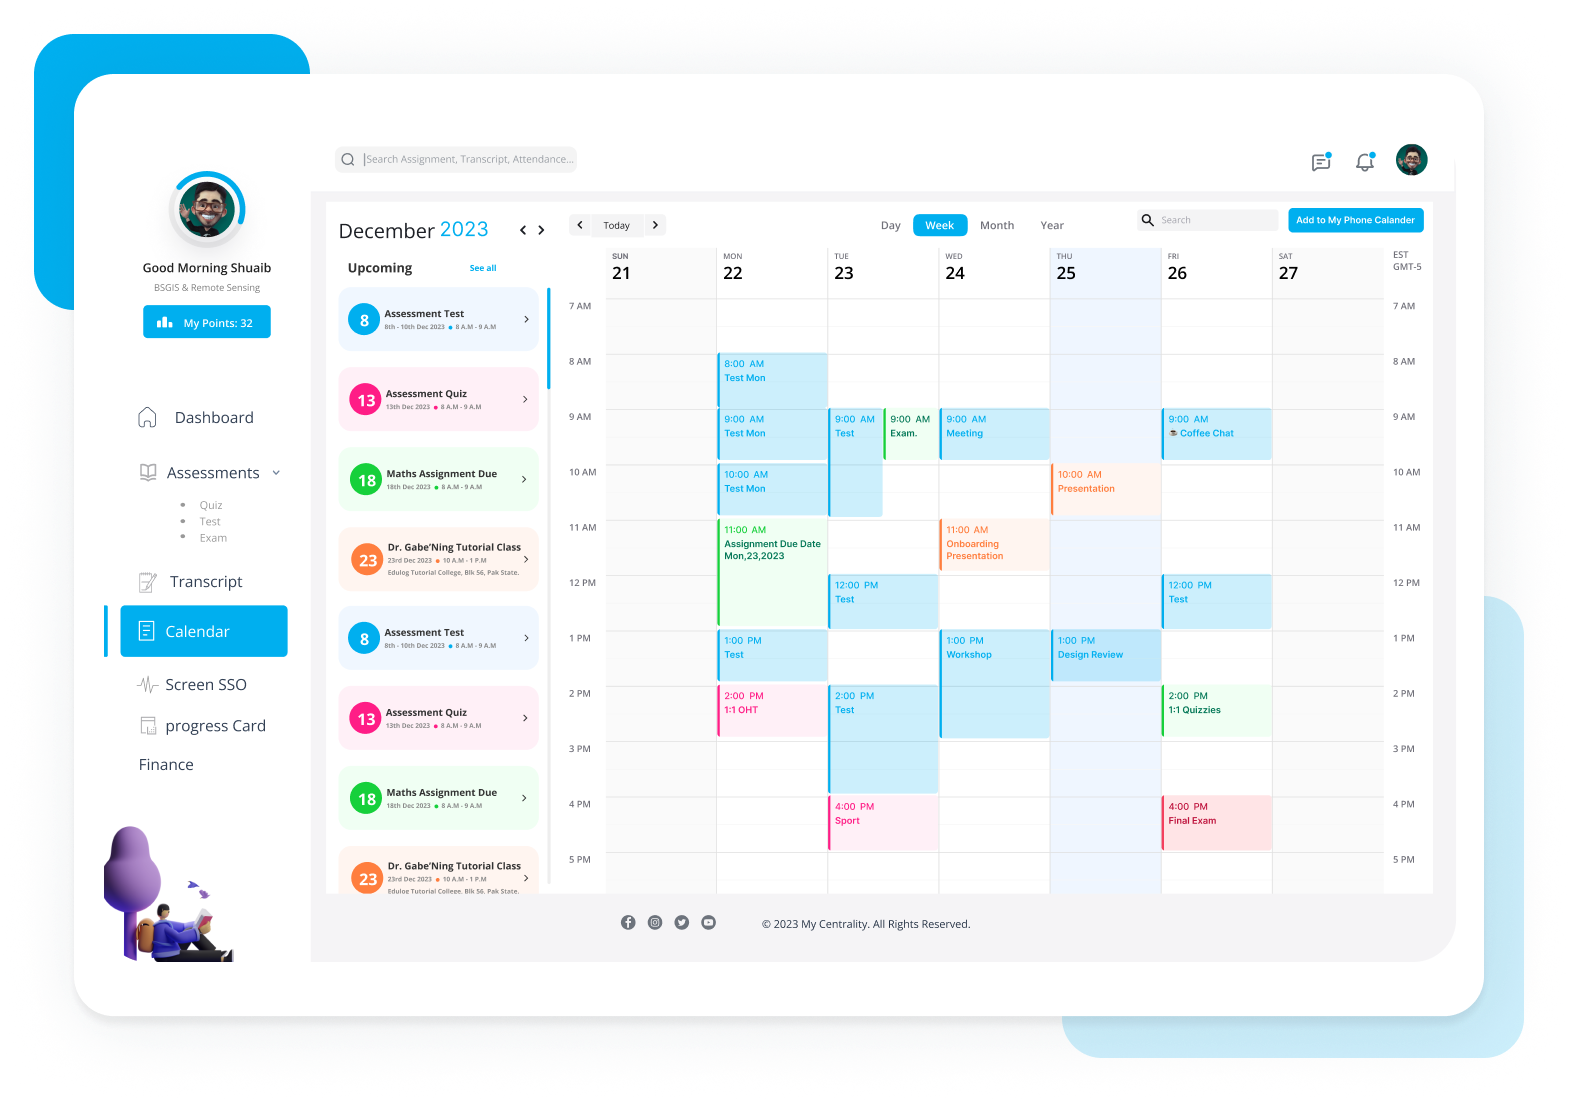 Search Assignment, Transcript, Attendance...
Good Morning Shuaib
BSGIS & Remote Sensing
My Points: 32
Dashboard
Assessments
Quiz
Test
Exam
Transcript
Calendar
Screen SSO
progress Card
Finance
December 2023
Upcoming See all
8 Assessment Test
8th - 10th Dec 2023 8 A.M - 9 A.M
13 Assessment Quiz
13th Dec 2023 8 A.M - 9 A.M
18 Maths Assignment Due
18th Dec 2023 8 A.M - 9 A.M
23 Dr. Gabe'Ning Tutorial Class
23rd Dec 2023 10 A.M - 1 P.M
Edulog Tutorial College, Blk 56, Pak State.
8 Assessment Test
8th - 10th Dec 2023 8 A.M - 9 A.M
13 Assessment Quiz
13th Dec 2023 8 A.M - 9 A.M
18 Maths Assignment Due
18th Dec 2023 8 A.M - 9 A.M
23 Dr. Gabe'Ning Tutorial Class
23rd Dec 2023 10 A.M - 1 P.M
Edulog Tutorial College, Blk 56, Pak State.
Today
Day Week Month Year
Search
Add to My Phone Calander
SUN MON TUE WED THU FRI SAT EST
21 22 23 24 25 26 27 GMT-5
7 AM 7 AM
8 AM 8 AM
8:00 AM
Test Mon
9 AM 9 AM
9:00 AM 9:00 AM 9:00 AM 9:00 AM 9:00 AM
Test Mon Test Exam. Meeting ☕ Coffee Chat
10 AM 10 AM
10:00 AM 10:00 AM
Test Mon Presentation
11 AM 11 AM
11:00 AM 11:00 AM
Assignment Due Date Onboarding
Mon,23,2023 Presentation
12 PM 12 PM
12:00 PM 12:00 PM
Test Test
1 PM 1 PM
1:00 PM 1:00 PM 1:00 PM
Test Workshop Design Review
2 PM 2 PM
2:00 PM 2:00 PM 2:00 PM
1:1 OHT Test 1:1 Quizzies
3 PM 3 PM
4 PM 4 PM
4:00 PM 4:00 PM
Sport Final Exam
5 PM 5 PM
© 2023 My Centrality. All Rights Reserved.